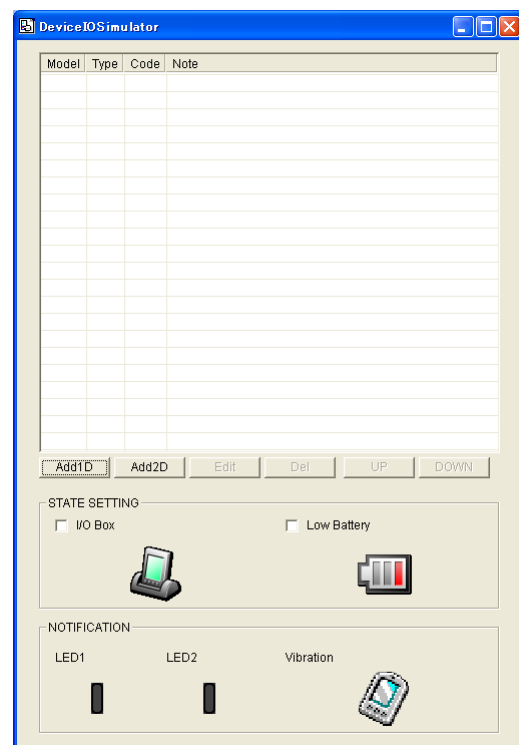 DeviceIOSimulator
Model Type Code Note
Add1D Add2D Edit Del UP DOWN
STATE SETTING
I/O Box Low Battery
NOTIFICATION
LED1 LED2 Vibration